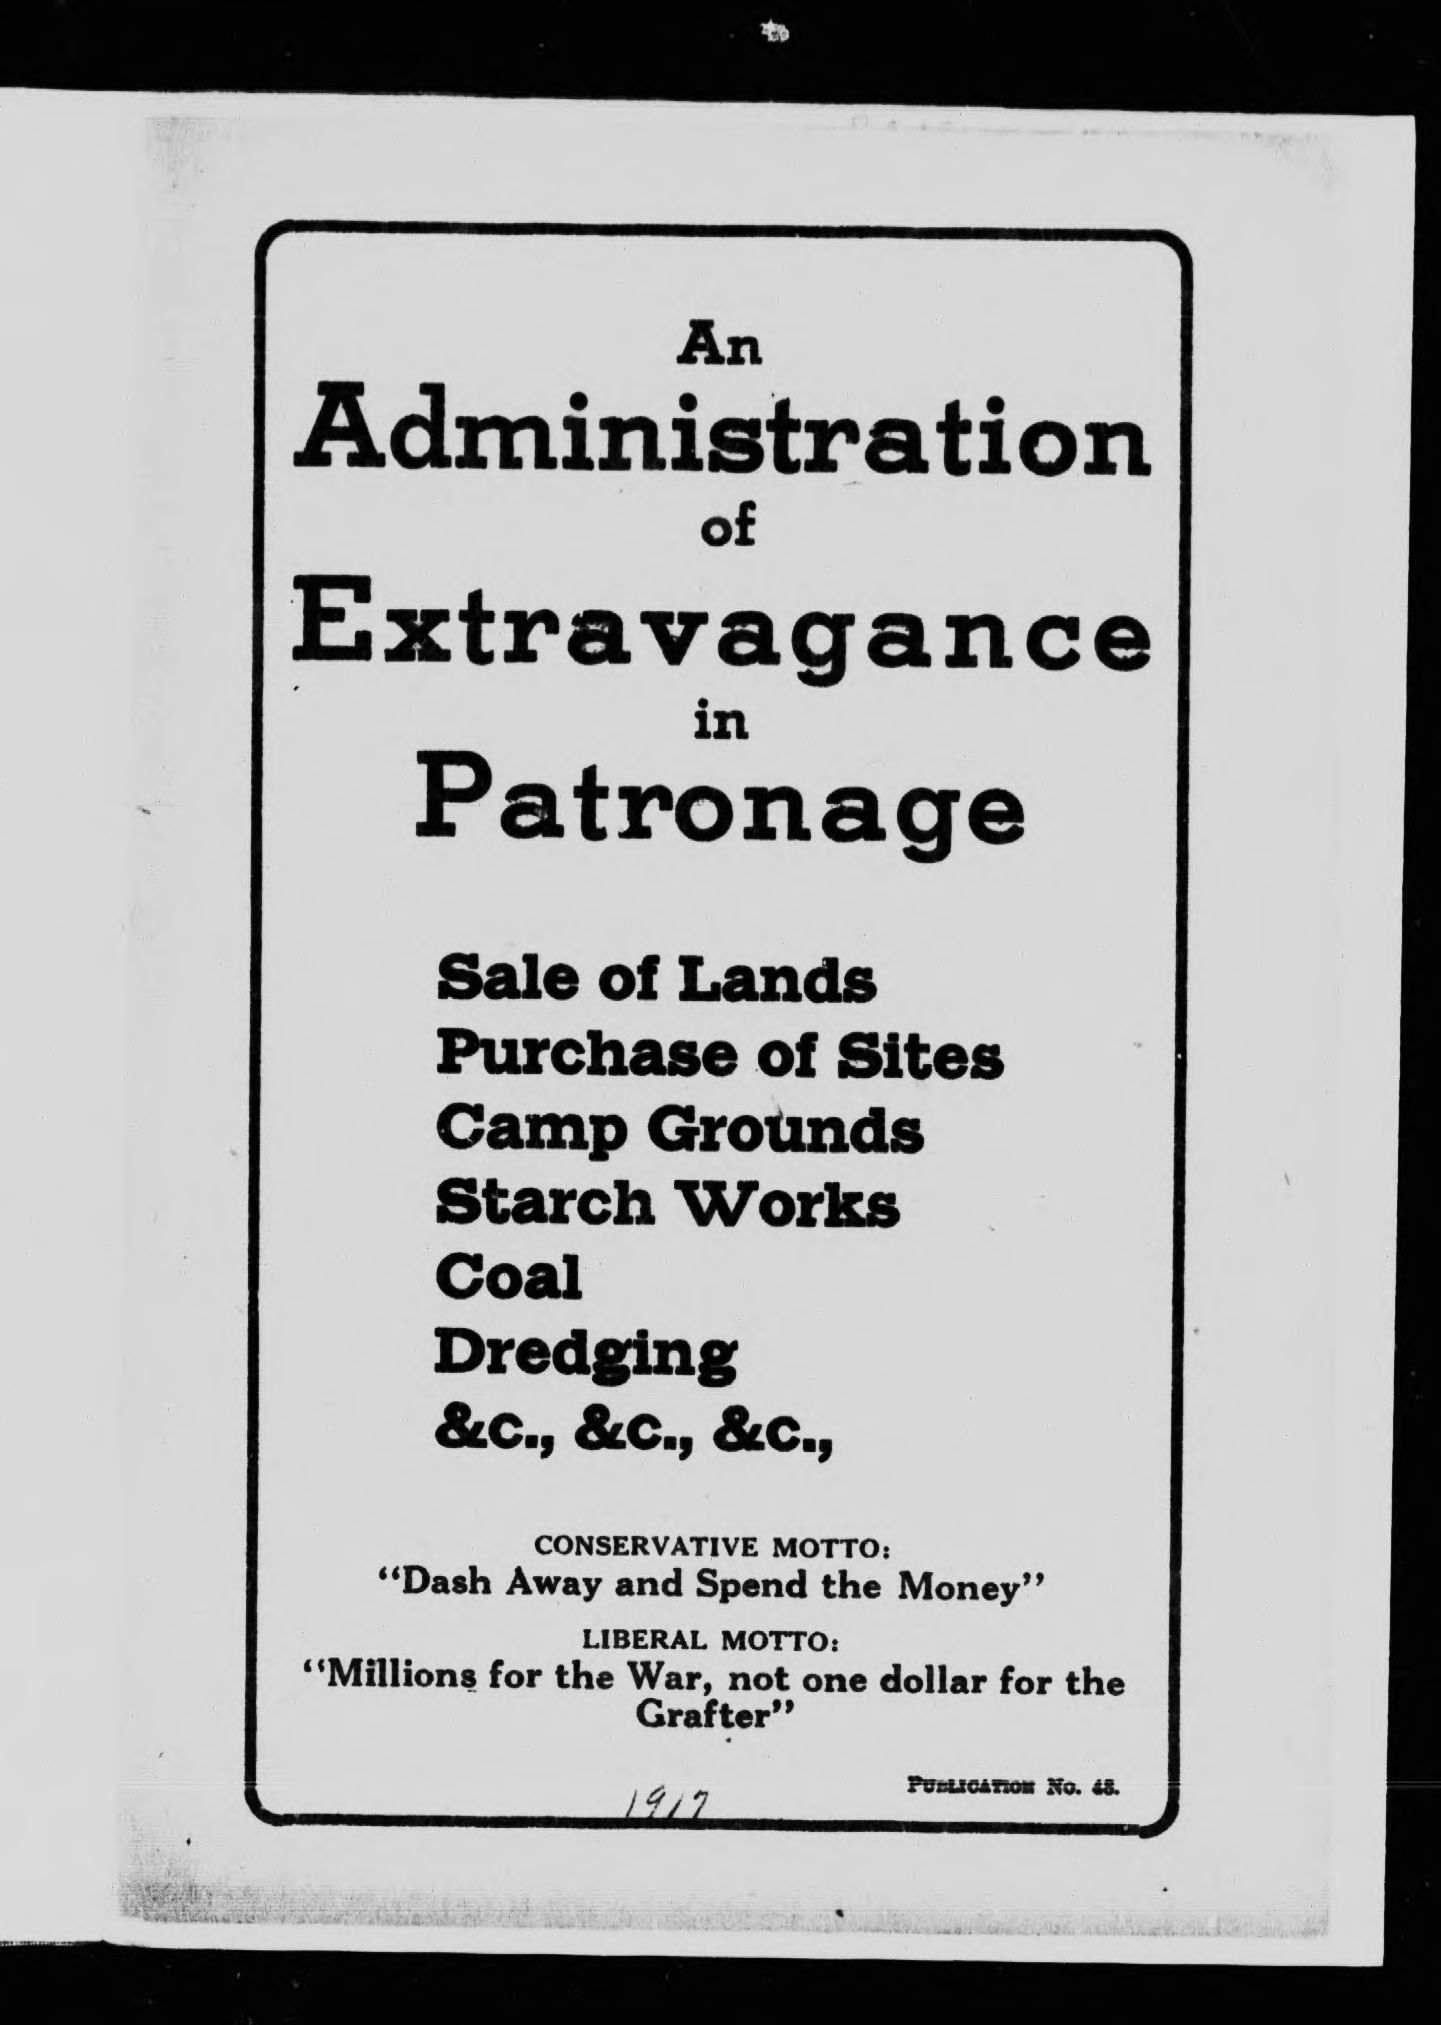 An
Administration
of
Extravagance
in
Patronage
Sale of Lands
Purchase of Sites
Camp Grounds
Starch Works
Coal
Dredging
&c., &c., &c.,
CONSERVATIVE MOTTO:
“Dash Away and Spend the Money”
LIBERAL MOTTO:
“Millions for the War, not one dollar for the
Grafter”
PUBLICATION No. 48.
1917